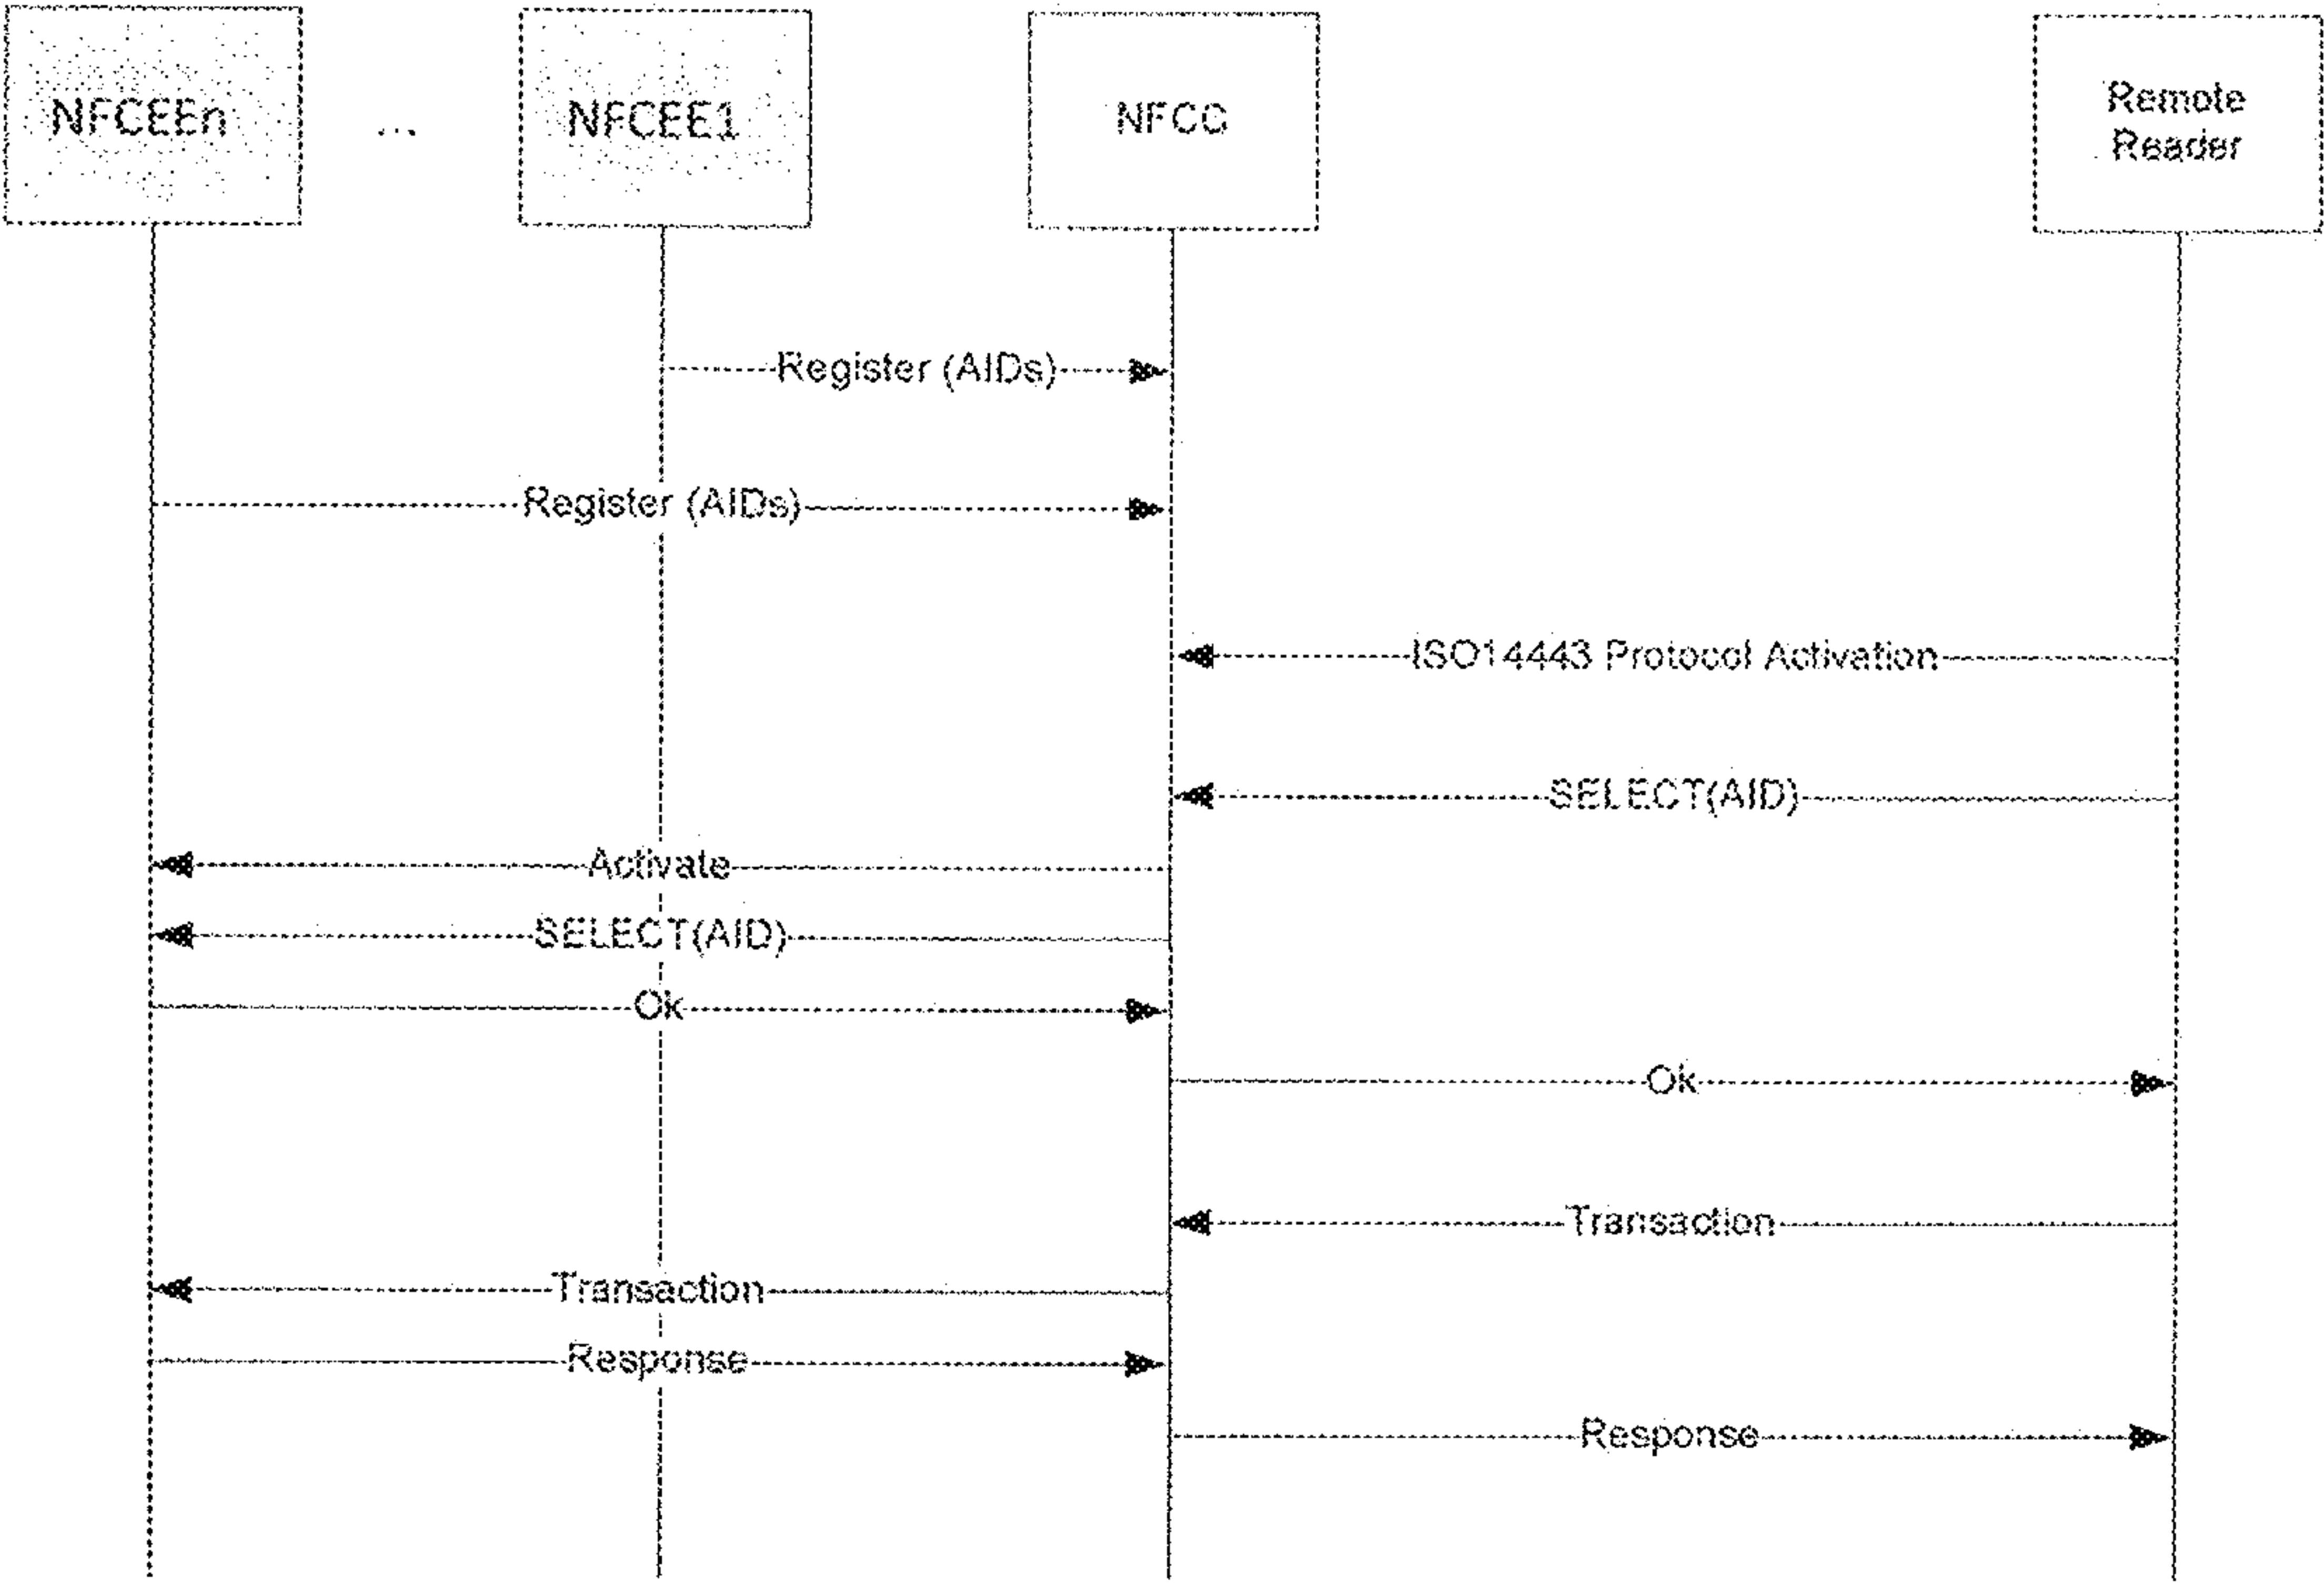 NFCEEn
...
NFCEE1
NFCC
Remote
Reader
Register (AIDs)
Register (AIDs)
ISO14443 Protocol Activation
SELECT(AID)
Activate
SELECT(AID)
Ok
Ok
Transaction
Transaction
Response
Response